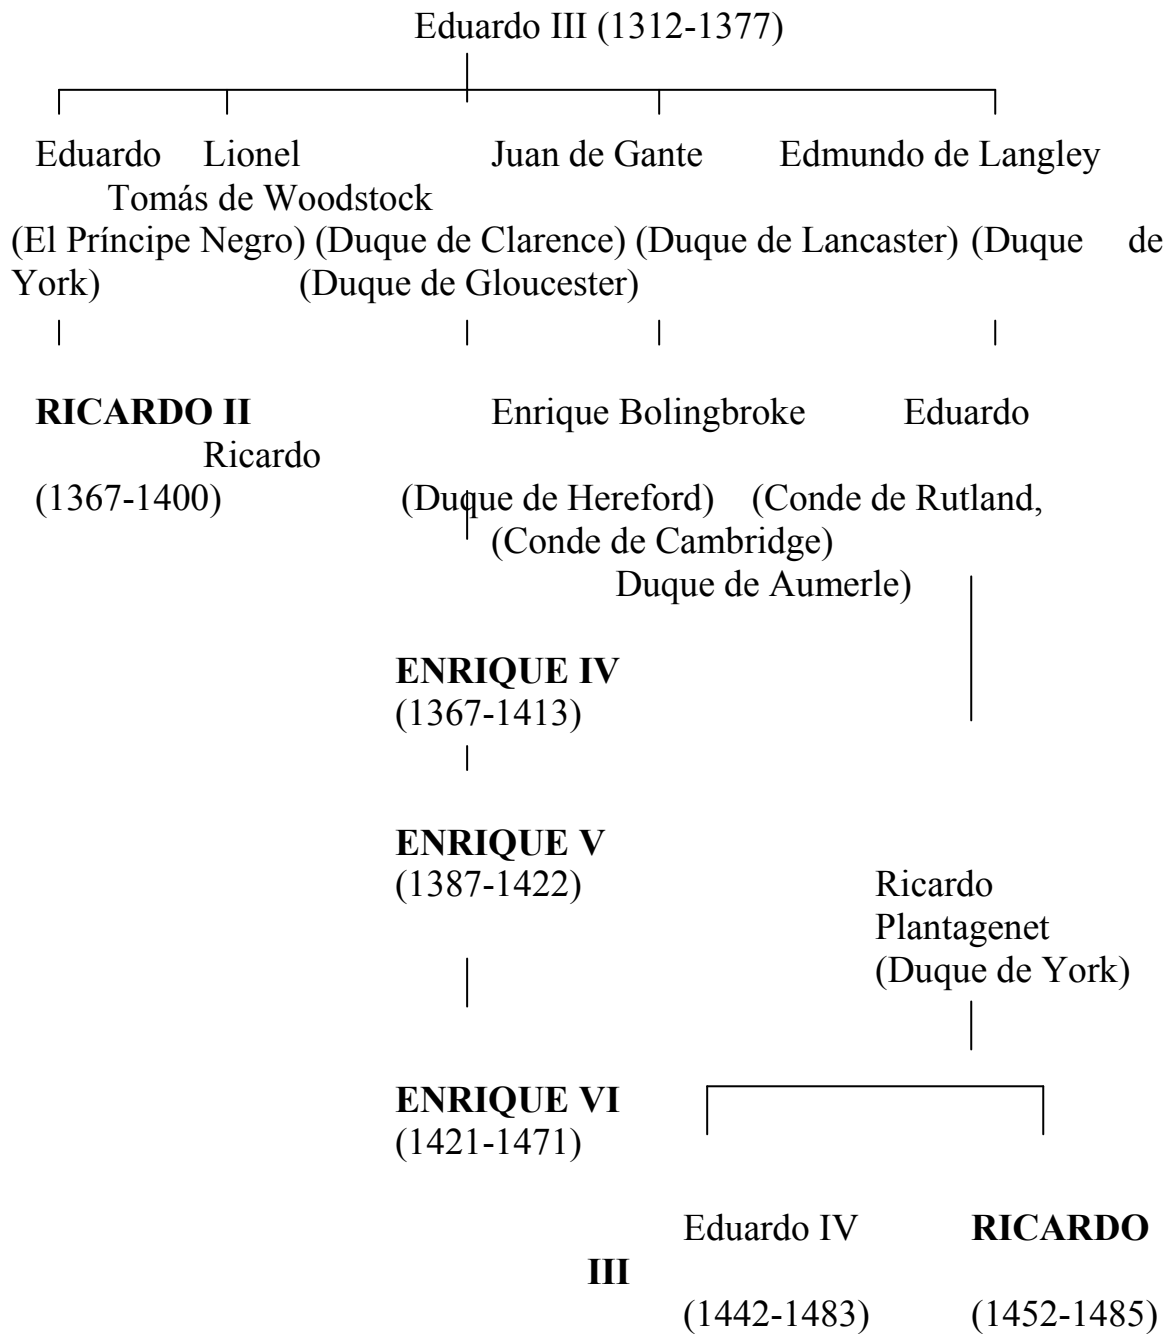 Eduardo III (1312-1377)
Eduardo Lionel Juan de Gante Edmundo de Langley
Tomás de Woodstock
(El Príncipe Negro) (Duque de Clarence) (Duque de Lancaster) (Duque de
York) (Duque de Gloucester)
RICARDO II Enrique Bolingbroke Eduardo
Ricardo
(1367-1400) (Duque de Hereford) (Conde de Rutland,
(Conde de Cambridge)
Duque de Aumerle)
ENRIQUE IV
(1367-1413)
ENRIQUE V
(1387-1422) Ricardo
Plantagenet
(Duque de York)
ENRIQUE VI
(1421-1471)
Eduardo IV RICARDO
III
(1442-1483) (1452-1485)